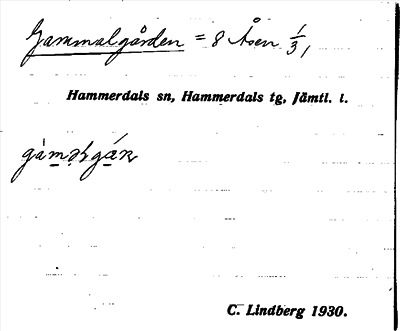 Gammalgården = 8 Åsen 1/3,
Hammerdals sn, Hammerdals tg, Jämtl. l.
C. Lindberg 1930.